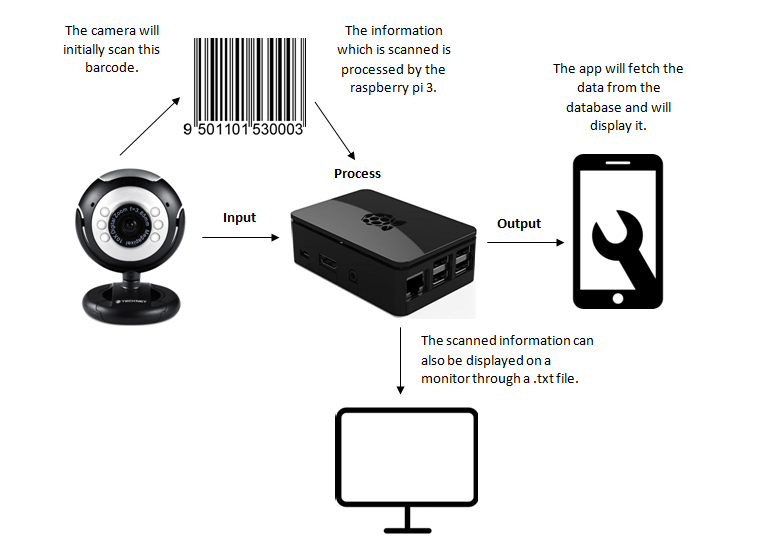 The camera will
initially scan this
barcode.
The information
which is scanned is
processed by the
raspberry pi 3.
The app will fetch the
data from the
database and will
display it.
9 501101 530003
Process
Input
Output
TECKNET
The scanned information can
also be displayed on a
monitor through a .txt file.